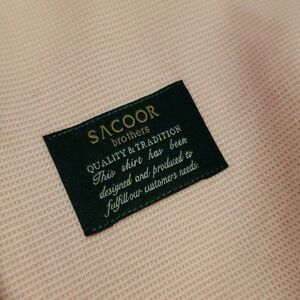 SACOOR
brothers
QUALITY & TRADITION
This shirt has been
designed and produced to
fulfill our customers needs.